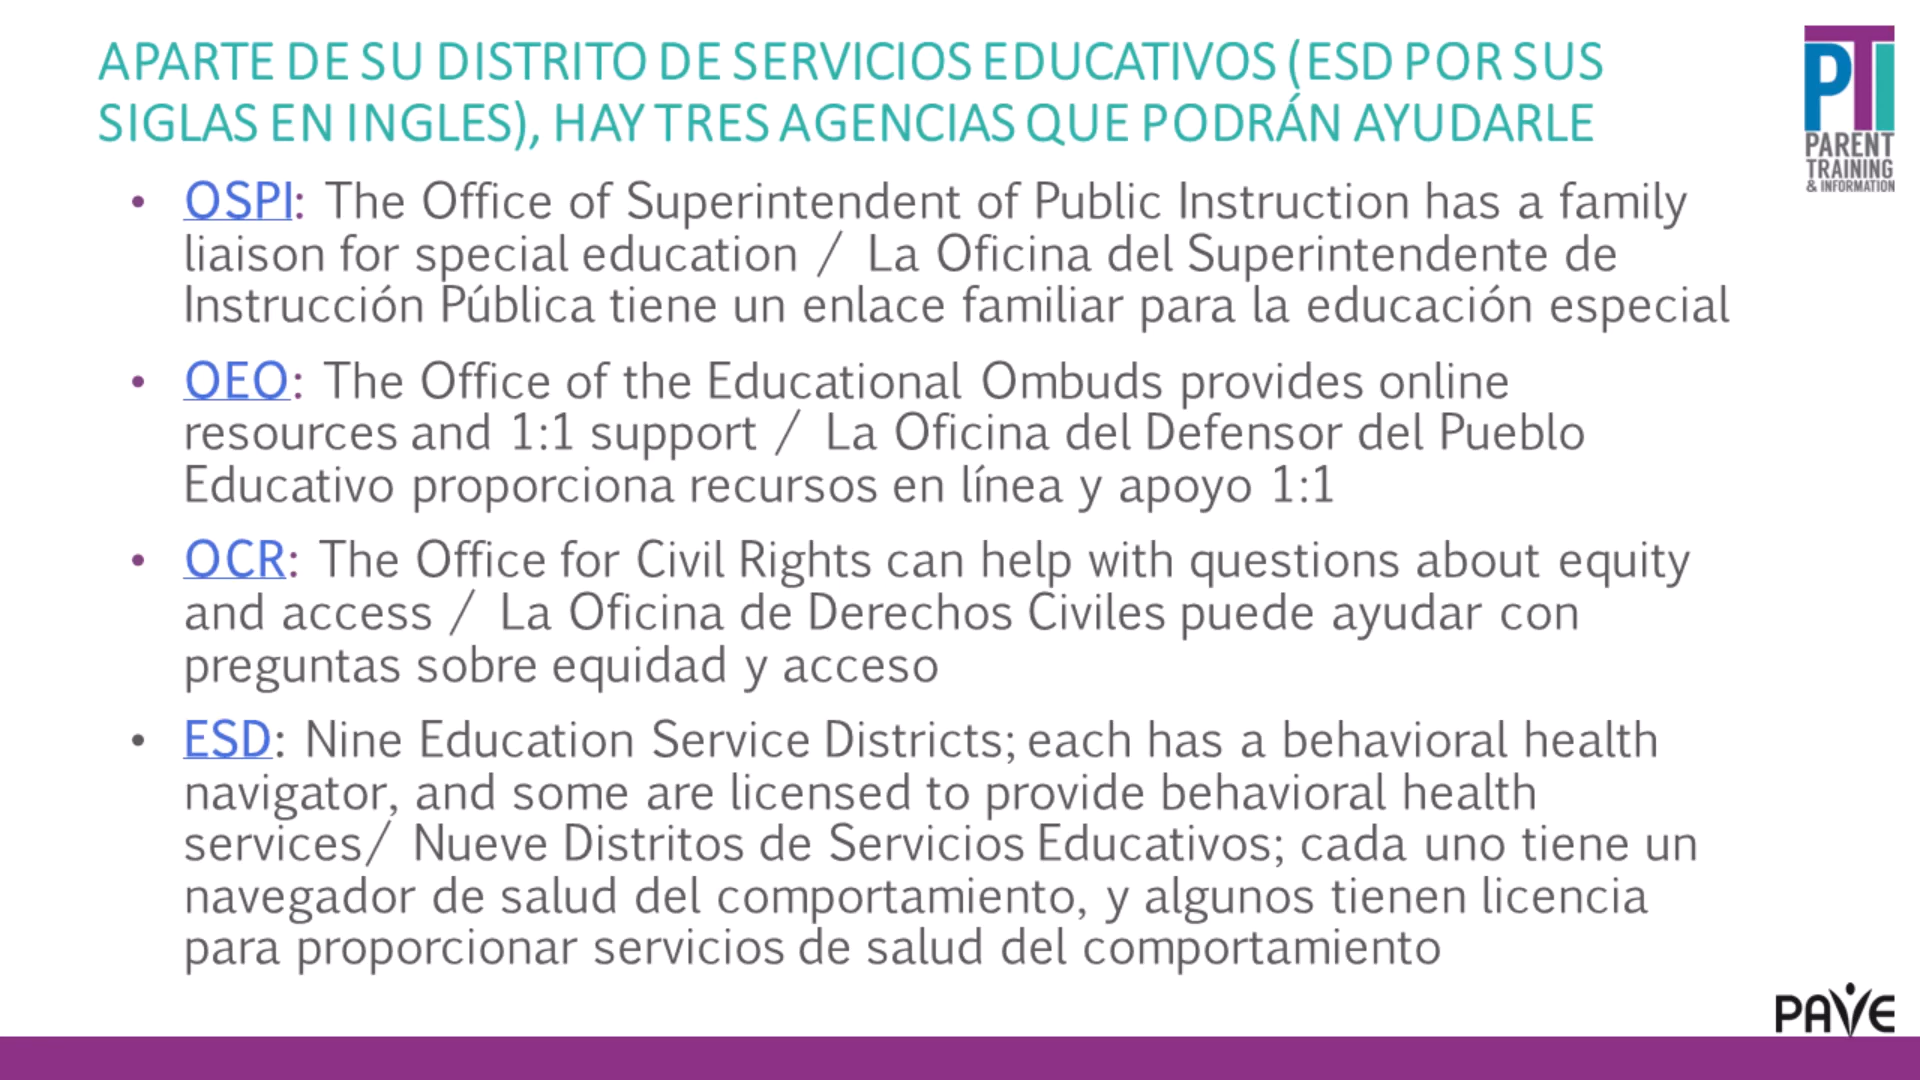 APARTE DE SU DISTRITO DE SERVICIOS EDUCATIVOS (ESD POR SUS
SIGLAS EN INGLES), HAY TRES AGENCIAS QUE PODRÁN AYUDARLE
PTI
PARENT
TRAINING
& INFORMATION
• OSPI: The Office of Superintendent of Public Instruction has a family
liaison for special education / La Oficina del Superintendente de
Instrucción Pública tiene un enlace familiar para la educación especial
• OEO: The Office of the Educational Ombuds provides online
resources and 1:1 support / La Oficina del Defensor del Pueblo
Educativo proporciona recursos en línea y apoyo 1:1
• OCR: The Office for Civil Rights can help with questions about equity
and access / La Oficina de Derechos Civiles puede ayudar con
preguntas sobre equidad y acceso
• ESD: Nine Education Service Districts; each has a behavioral health
navigator, and some are licensed to provide behavioral health
services/ Nueve Distritos de Servicios Educativos; cada uno tiene un
navegador de salud del comportamiento, y algunos tienen licencia
para proporcionar servicios de salud del comportamiento
PAVE